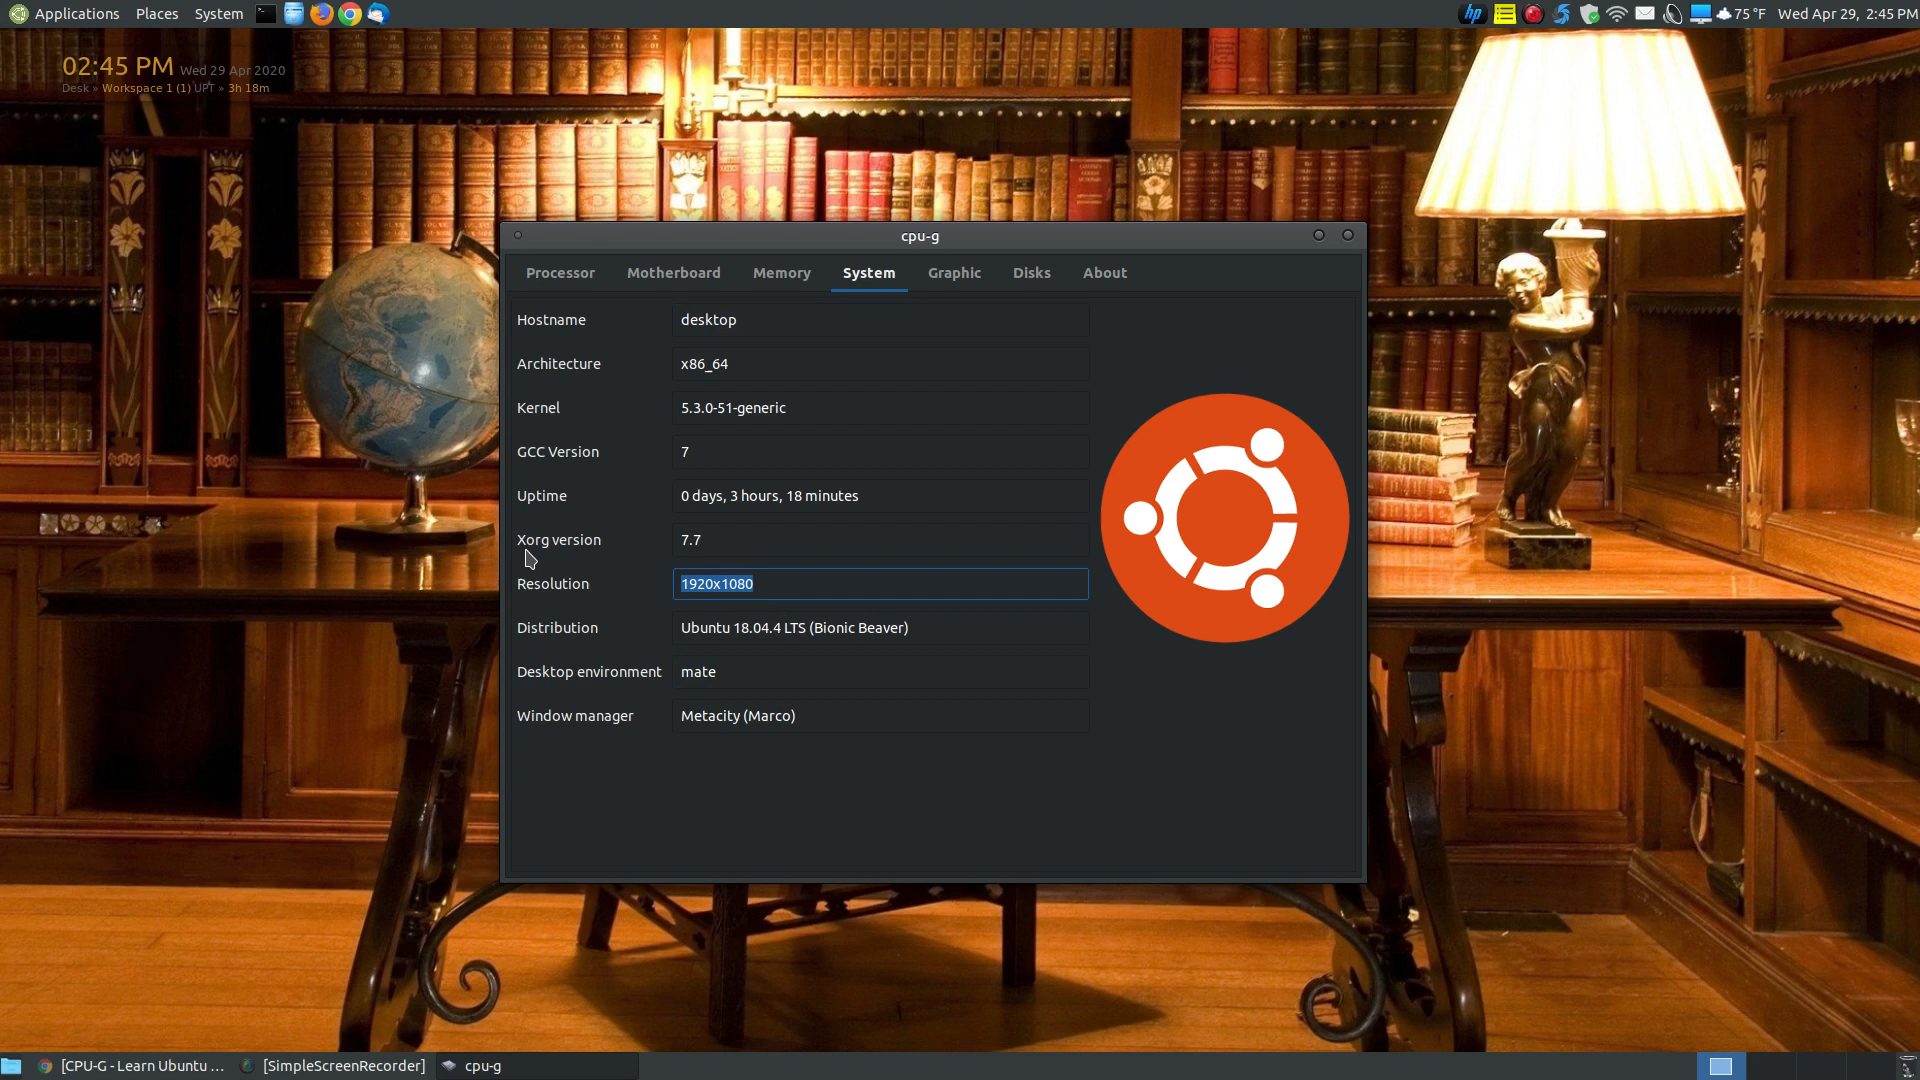 Applications Places System
hp 75 °F Wed Apr 29, 2:45 PM
02:45 PM Wed 29 Apr 2020
Desk » Workspace 1 (1) UPT » 3h 18m
cpu-g
Processor Motherboard Memory System Graphic Disks About
Hostname desktop
Architecture x86_64
Kernel 5.3.0-51-generic
GCC Version 7
Uptime 0 days, 3 hours, 18 minutes
Xorg version 7.7
Resolution 1920x1080
Distribution Ubuntu 18.04.4 LTS (Bionic Beaver)
Desktop environment mate
Window manager Metacity (Marco)
[CPU-G - Learn Ubuntu ... [SimpleScreenRecorder] cpu-g